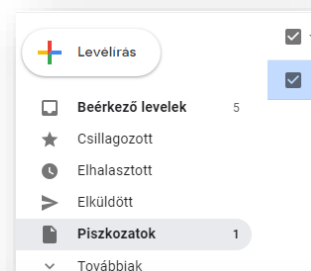 Levélírás
Beérkező levelek 5
Csillagozott
Elhalasztott
Elküldött
Piszkozatok 1
Továbbiak